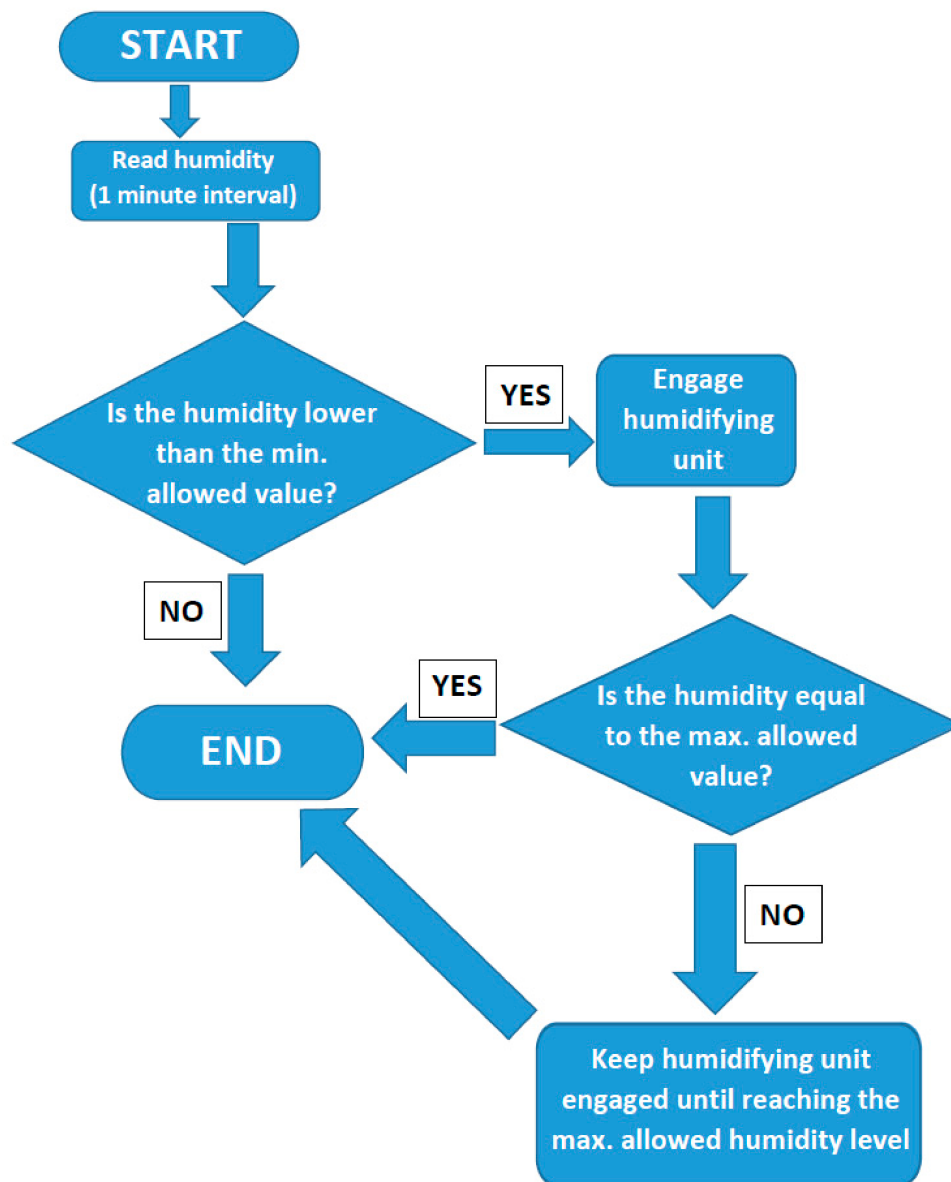 START
Read humidity
(1 minute interval)
Is the humidity lower
than the min.
allowed value?
YES
Engage
humidifying
unit
NO
END
YES
Is the humidity equal
to the max. allowed
value?
NO
Keep humidifying unit
engaged until reaching the
max. allowed humidity level